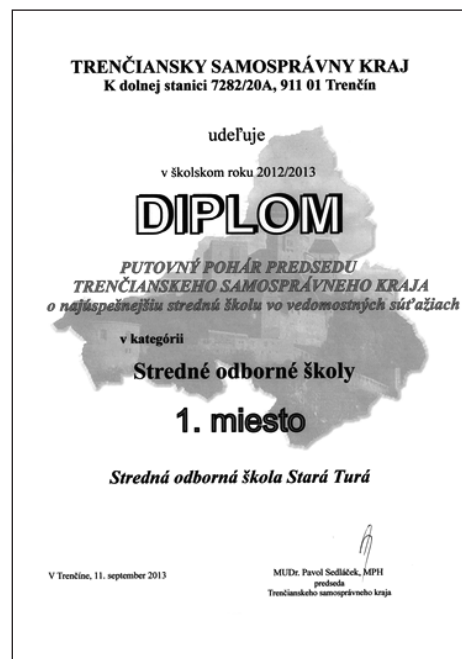 TRENČIANSKY SAMOSPRÁVNY KRAJ
K dolnej stanici 7282/20A, 911 01 Trenčín
udeľuje
v školskom roku 2012/2013
DIPLOM
PUTOVNÝ POHÁR PREDSEDU
TRENČIANSKEHO SAMOSPRÁVNEHO KRAJA
o najúspešnejšiu strednú školu vo vedomostných súťažiach
v kategórii
Stredné odborné školy
1. miesto
Stredná odborná škola Stará Turá
V Trenčíne, 11. september 2013
MUDr. Pavol Sedláček, MPH
predseda
Trenčianskeho samosprávneho kraja